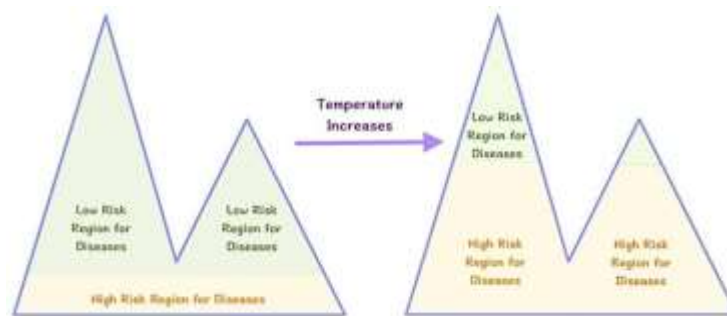 Temperature
Increases
Low Risk
Region for
Diseases
Low Risk
Region for
Diseases
High Risk Region for Diseases
Low Risk
Region for
Diseases
High Risk
Region for
Diseases
High Risk
Region for
Diseases